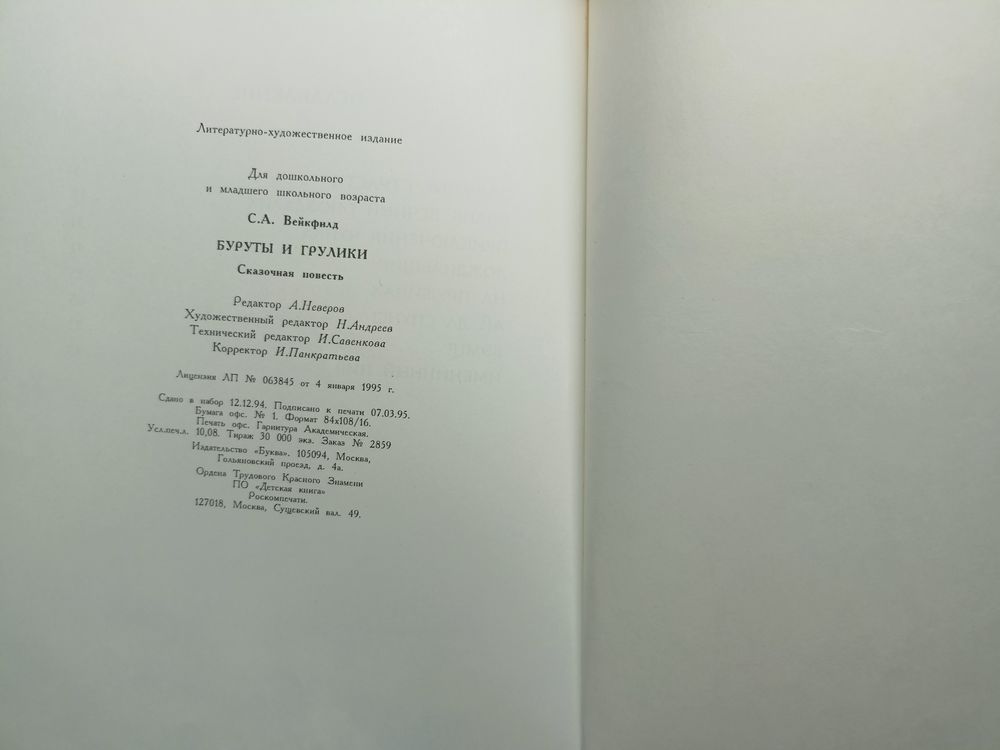 Литературно-художественное издание
Для дошкольного
и младшего школьного возраста
С.А. Вейкфилд
БУРУТЫ И ГРУЛИКИ
Сказочная повесть
Редактор А.Неверов
Художественный редактор Н.Андреев
Технический редактор И.Савенкова
Корректор И.Панкратьева
Лицензия ЛП № 063845 от 4 января 1995 г.
Сдано в набор 12.12.94. Подписано к печати 07.03.95.
Бумага офс. № 1. Формат 84х108/16.
Печать офс. Гарнитура Академическая.
Усл.печ.л. 10,08. Тираж 30 000 экз. Заказ № 2859
Издательство «Буква». 105094, Москва,
Гольяновский проезд, д. 4а.
Ордена Трудового Красного Знамени
ПО «Детская книга»
Роскомпечати.
127018, Москва, Сущевский вал. 49.